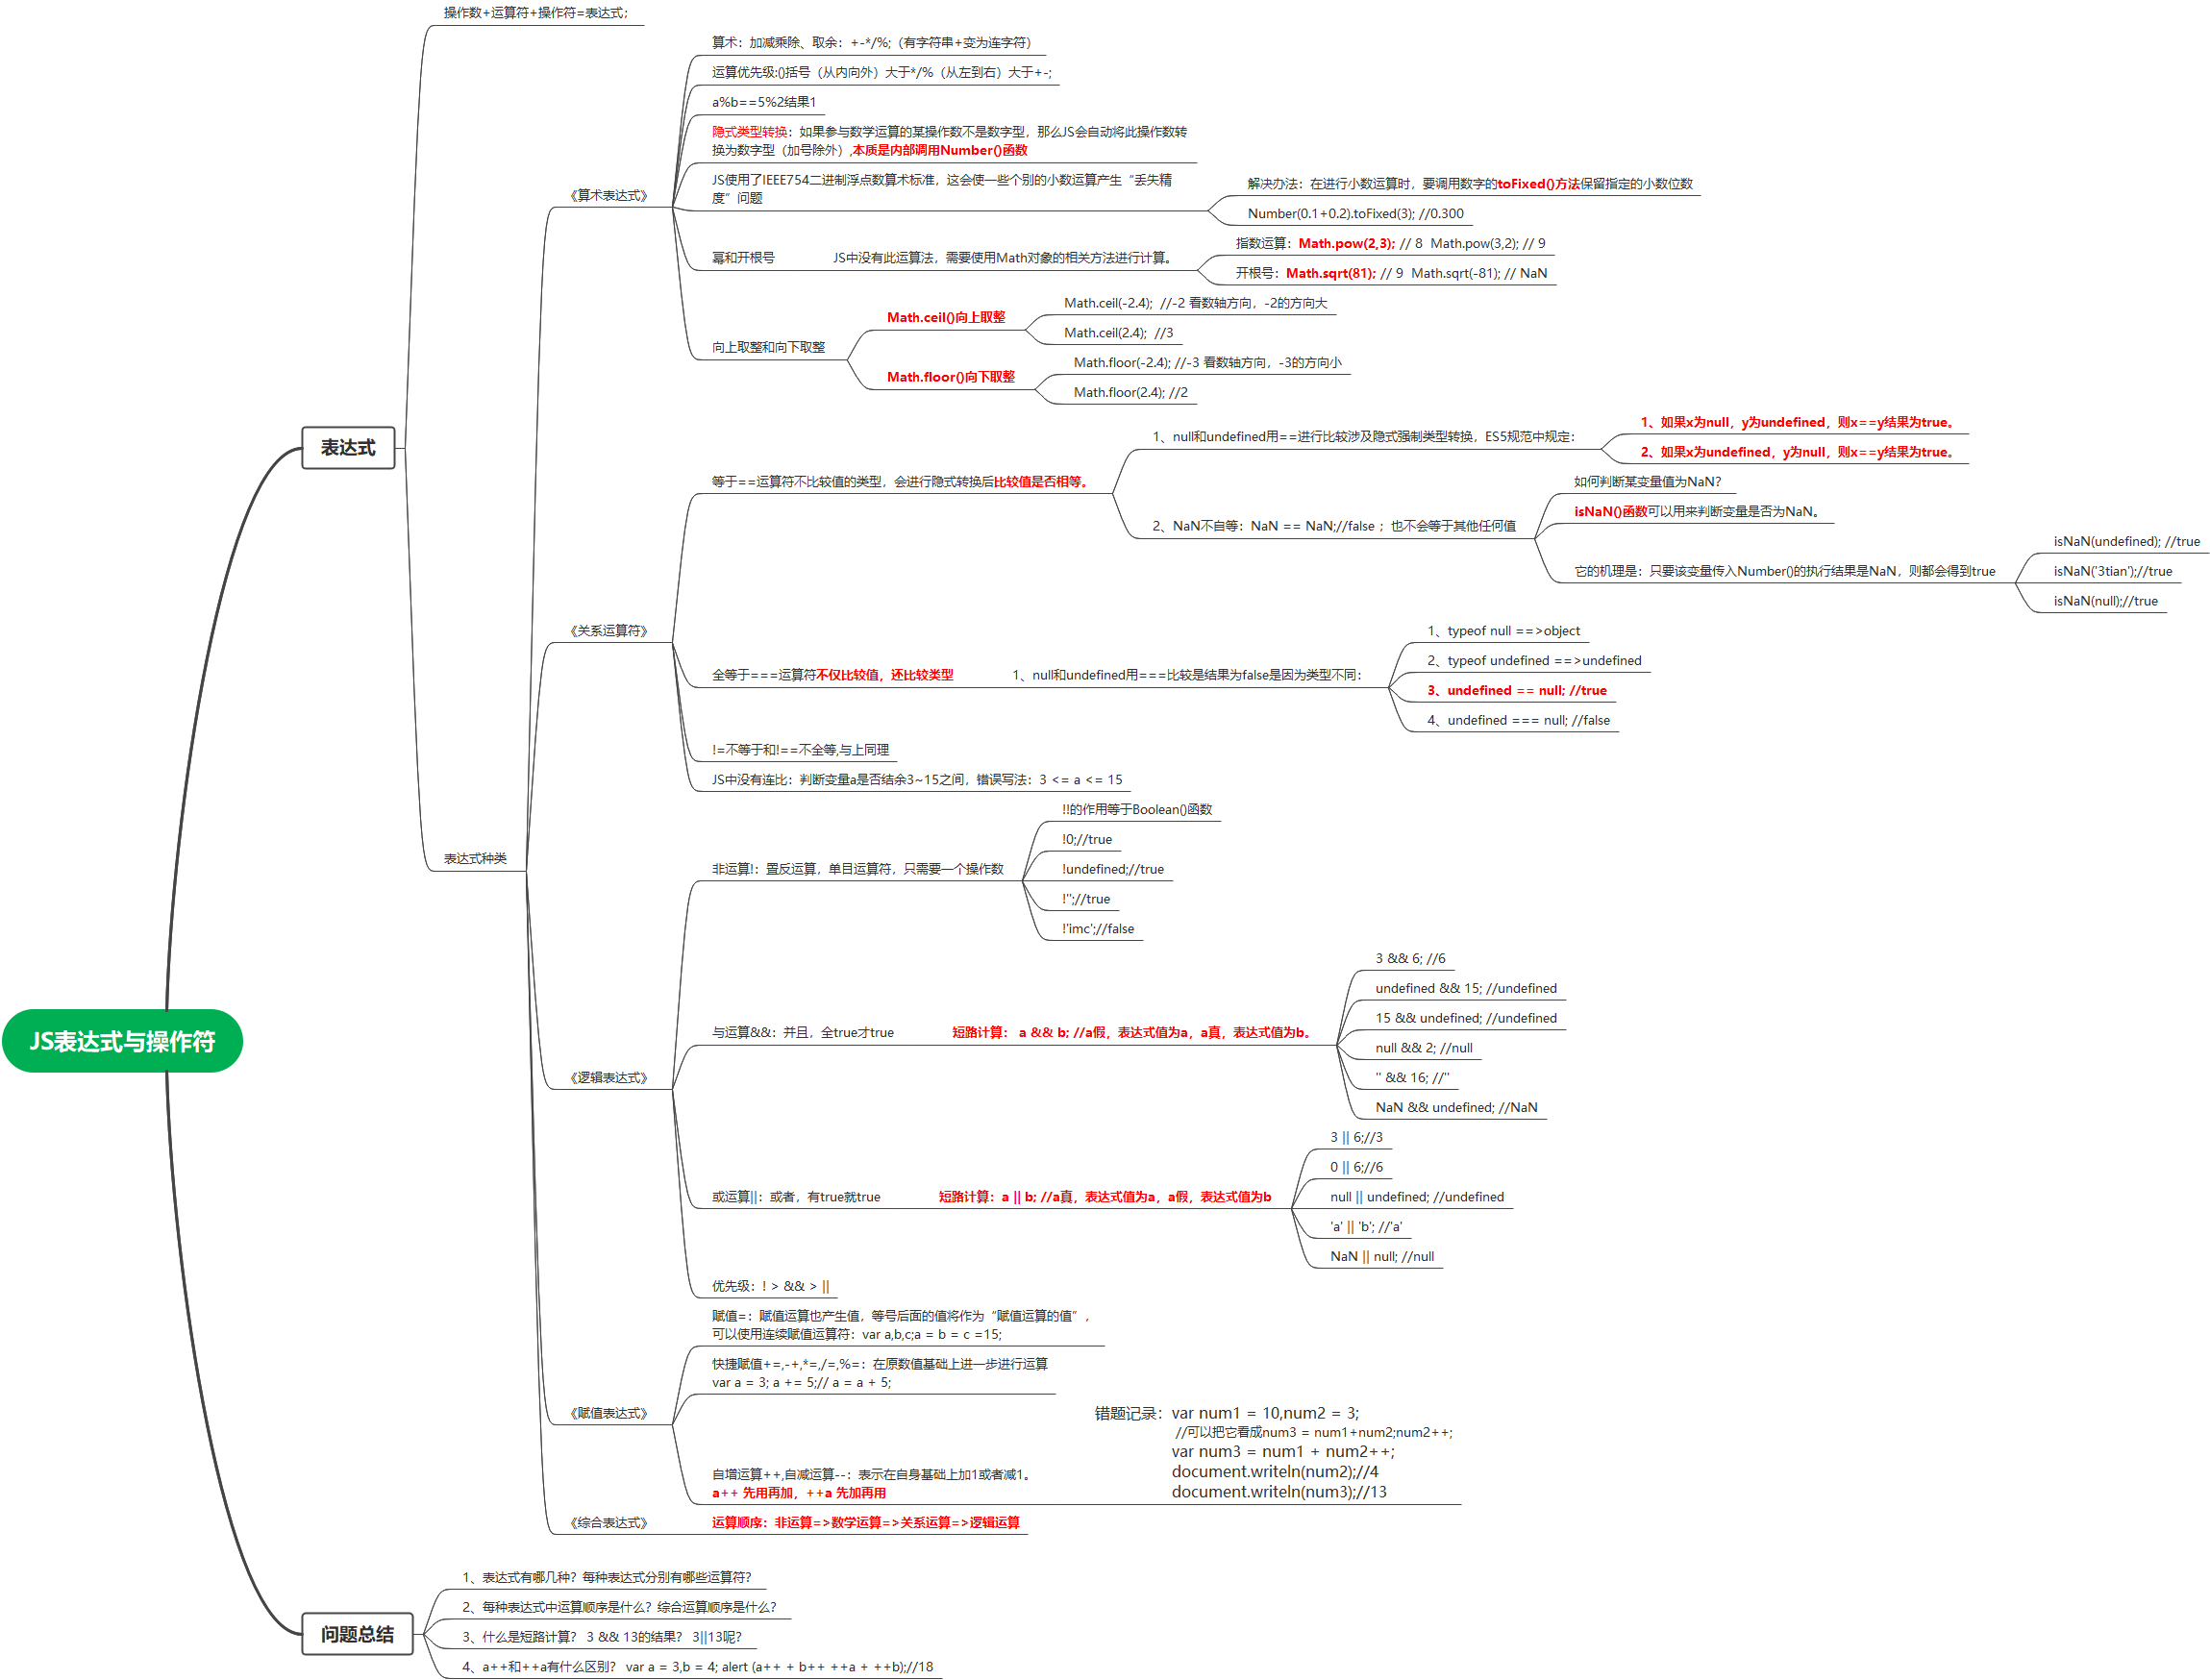 JS表达式与操作符
表达式
操作数+运算符+操作符=表达式；
表达式种类
《算术表达式》
算术：加减乘除、取余：+-*/%;（有字符串+变为连字符）
运算优先级:()括号（从内向外）大于*/%（从左到右）大于+-;
a%b==5%2结果1
隐式类型转换：如果参与数学运算的某操作数不是数字型，那么JS会自动将此操作数转
换为数字型（加号除外）,本质是内部调用Number()函数
JS使用了IEEE754二进制浮点数算术标准，这会使一些个别的小数运算产生“丢失精
度”问题
解决办法：在进行小数运算时，要调用数字的toFixed()方法保留指定的小数位数
Number(0.1+0.2).toFixed(3); //0.300
幂和开根号
JS中没有此运算法，需要使用Math对象的相关方法进行计算。
指数运算：Math.pow(2,3); // 8  Math.pow(3,2); // 9
开根号：Math.sqrt(81); // 9  Math.sqrt(-81); // NaN
向上取整和向下取整
Math.ceil()向上取整
Math.ceil(-2.4);  //-2 看数轴方向，-2的方向大
Math.ceil(2.4);  //3
Math.floor()向下取整
Math.floor(-2.4); //-3 看数轴方向，-3的方向小
Math.floor(2.4); //2
《关系运算符》
等于==运算符不比较值的类型，会进行隐式转换后比较值是否相等。
1、null和undefined用==进行比较涉及隐式强制类型转换，ES5规范中规定：
1、如果x为null，y为undefined，则x==y结果为true。
2、如果x为undefined，y为null，则x==y结果为true。
2、NaN不自等：NaN == NaN;//false ；也不会等于其他任何值
如何判断某变量值为NaN？
isNaN()函数可以用来判断变量是否为NaN。
它的机理是：只要该变量传入Number()的执行结果是NaN，则都会得到true
isNaN(undefined); //true
isNaN('3tian');//true
isNaN(null);//true
全等于===运算符不仅比较值，还比较类型
1、null和undefined用===比较是结果为false是因为类型不同：
1、typeof null ==>object
2、typeof undefined ==>undefined
3、undefined == null; //true
4、undefined === null; //false
!=不等于和!==不全等,与上同理
JS中没有连比：判断变量a是否结余3~15之间，错误写法：3 <= a <= 15
《逻辑表达式》
非运算!：置反运算，单目运算符，只需要一个操作数
!!的作用等于Boolean()函数
!0;//true
!undefined;//true
!'';//true
!'imc';//false
与运算&&：并且，全true才true
短路计算： a && b; //a假，表达式值为a，a真，表达式值为b。
3 && 6; //6
undefined && 15; //undefined
15 && undefined; //undefined
null && 2; //null
'' && 16; //''
NaN && undefined; //NaN
或运算||：或者，有true就true
短路计算：a || b; //a真，表达式值为a，a假，表达式值为b
3 || 6;//3
0 || 6;//6
null || undefined; //undefined
'a' || 'b'; //'a'
NaN || null; //null
优先级：! > && > ||
《赋值表达式》
赋值=：赋值运算也产生值，等号后面的值将作为“赋值运算的值”，
可以使用连续赋值运算符：var a,b,c;a = b = c =15;
快捷赋值+=,-+,*=,/=,%=：在原数值基础上进一步进行运算
var a = 3; a += 5;// a = a + 5;
自增运算++,自减运算--：表示在自身基础上加1或者减1。
a++ 先用再加，++a 先加再用
错题记录：var num1 = 10,num2 = 3;
//可以把它看成num3 = num1+num2;num2++;
var num3 = num1 + num2++;
document.writeln(num2);//4
document.writeln(num3);//13
《综合表达式》
运算顺序：非运算=>数学运算=>关系运算=>逻辑运算
问题总结
1、表达式有哪几种？每种表达式分别有哪些运算符？
2、每种表达式中运算顺序是什么？综合运算顺序是什么？
3、什么是短路计算？ 3 && 13的结果？ 3||13呢？
4、a++和++a有什么区别？ var a = 3,b = 4; alert (a++ + b++ ++a + ++b);//18